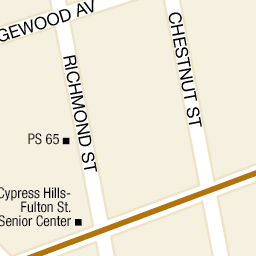 GEWOOD AV
CHESTNUT ST
RICHMOND ST
PS 65
Cypress Hills-
Fulton St.
Senior Center